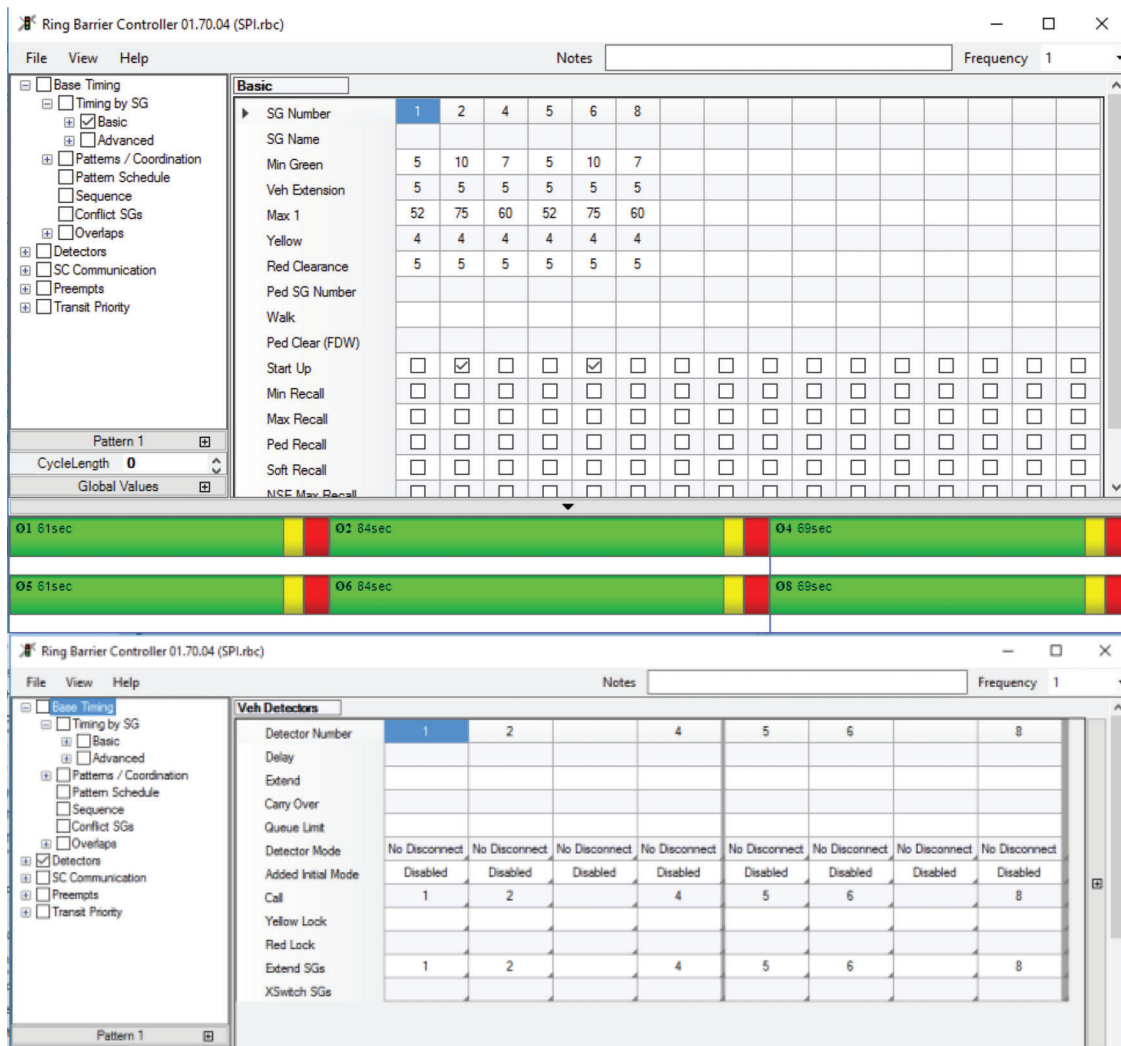 Ring Barrier Controller 01.70.04 (SPI.rbc)
File View Help Notes Frequency 1
Base Timing
Timing by SG
Basic
Advanced
Patterns / Coordination
Pattern Schedule
Sequence
Conflict SGs
Overlaps
Detectors
SC Communication
Preempts
Transit Priority
Pattern 1
CycleLength 0
Global Values
Basic
SG Number 1 2 4 5 6 8
SG Name
Min Green 5 10 7 5 10 7
Veh Extension 5 5 5 5 5 5
Max 1 52 75 60 52 75 60
Yellow 4 4 4 4 4 4
Red Clearance 5 5 5 5 5 5
Ped SG Number
Walk
Ped Clear (FDW)
Start Up
Min Recall
Max Recall
Ped Recall
Soft Recall
NSE Max Recall
Ø1 61sec Ø2 84sec Ø4 69sec
Ø5 61sec Ø6 84sec Ø8 69sec
Ring Barrier Controller 01.70.04 (SPI.rbc)
File View Help Notes Frequency 1
Base Timing
Timing by SG
Basic
Advanced
Patterns / Coordination
Pattern Schedule
Sequence
Conflict SGs
Overlaps
Detectors
SC Communication
Preempts
Transit Priority
Pattern 1
Veh Detectors
Detector Number 1 2 4 5 6 8
Delay
Extend
Carry Over
Queue Limit
Detector Mode No Disconnect No Disconnect No Disconnect No Disconnect No Disconnect No Disconnect No Disconnect No Disconnect
Added Initial Mode Disabled Disabled Disabled Disabled Disabled Disabled Disabled Disabled
Call 1 2 4 5 6 8
Yellow Lock
Red Lock
Extend SGs 1 2 4 5 6 8
XSwitch SGs